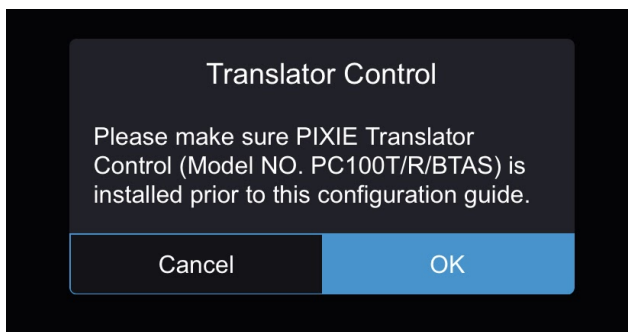 Translator Control
Please make sure PIXIE Translator
Control (Model NO. PC100T/R/BTAS) is
installed prior to this configuration guide.
Cancel
OK